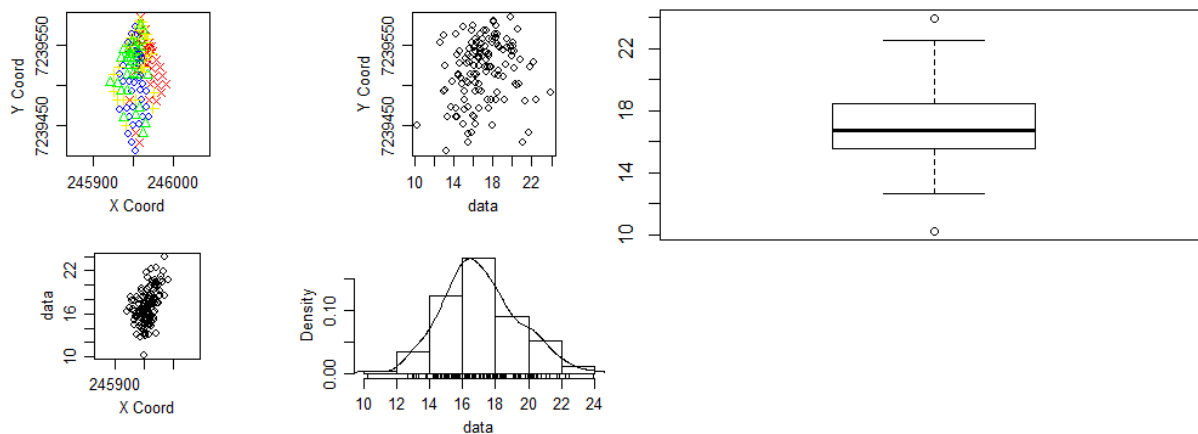 Y Coord
7239450 7239550
245900 246000
X Coord
Y Coord
7239450 7239550
10 14 18 22
data
10 14 18 22
data
10 16 22
245900
X Coord
Density
0.00 0.10
10 12 14 16 18 20 22 24
data